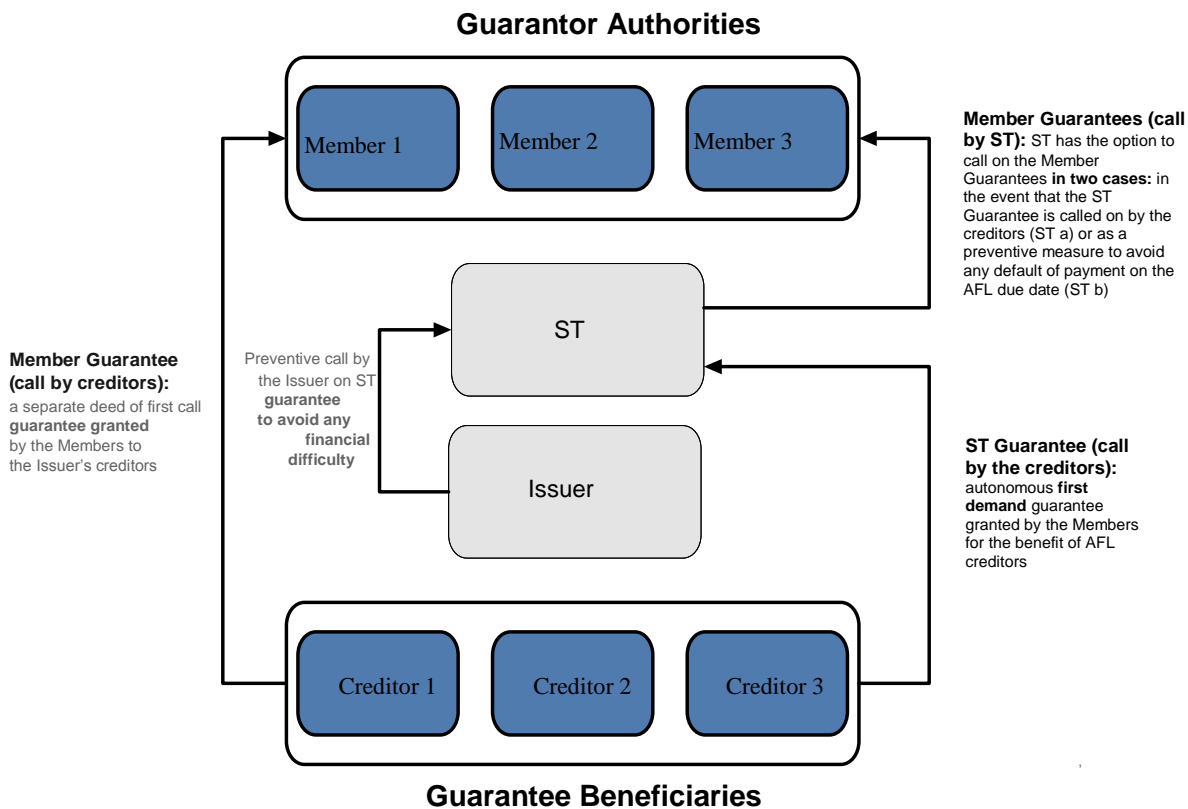 Guarantor Authorities
Member 1
Member 2
Member 3
Member Guarantees (call
by ST): ST has the option to
call on the Member
Guarantees in two cases: in
the event that the ST
Guarantee is called on by the
creditors (ST a) or as a
preventive measure to avoid
any default of payment on the
AFL due date (ST b)
ST
Member Guarantee
(call by creditors):
a separate deed of first call
guarantee granted
by the Members to
the Issuer’s creditors
Preventive call by
the Issuer on ST
guarantee
to avoid any
financial
difficulty
Issuer
ST Guarantee (call
by the creditors):
autonomous first
demand guarantee
granted by the Members
for the benefit of AFL
creditors
Creditor 1
Creditor 2
Creditor 3
,
Guarantee Beneficiaries